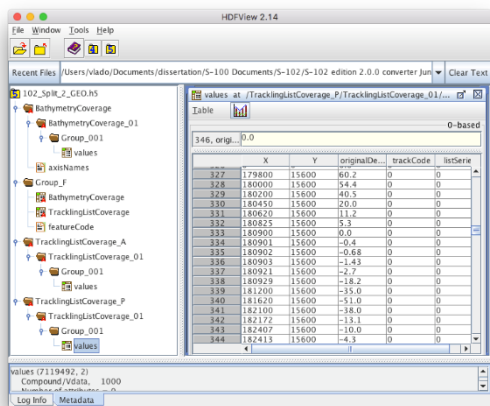 HDFView 2.14
File Window Tools Help
Recent Files /Users/vlado/Documents/dissertation/S-100 Documents/S-102/S-102 edition 2.0.0 converter Jun Clear Text
102_Split_2_GEO.h5
BathymetryCoverage
BathymetryCoverage_01
Group_001
values
axisNames
Group_F
BathymetryCoverage
TracklingListCoverage
featureCode
TracklingListCoverage_A
TracklingListCoverage_01
Group_001
values
TracklingListCoverage_P
TracklingListCoverage_01
Group_001
values
values at /TracklingListCoverage_P/TracklingListCoverage_01/...
Table
0-based
346, origi... 0.0
X Y originalDe... trackCode listSerie
327 179800 15600 60.2 0 0
328 180000 15600 54.4 0 0
329 180200 15600 40.5 0 0
330 180450 15600 20.0 0 0
331 180620 15600 11.2 0 0
332 180825 15600 5.3 0 0
333 180900 15600 0.0 0 0
334 180901 15600 -0.4 0 0
335 180902 15600 -0.68 0 0
336 180903 15600 -1.43 0 0
337 180921 15600 -2.7 0 0
338 180929 15600 -18.2 0 0
339 181200 15600 -35.0 0 0
340 181620 15600 -51.0 0 0
341 182100 15600 -38.0 0 0
342 182172 15600 -13.1 0 0
343 182407 15600 -10.0 0 0
344 182413 15600 -4.3 0 0
values (7119492, 2)
Compound/Vdata, 1000
Number of attributes = 0
Log Info Metadata